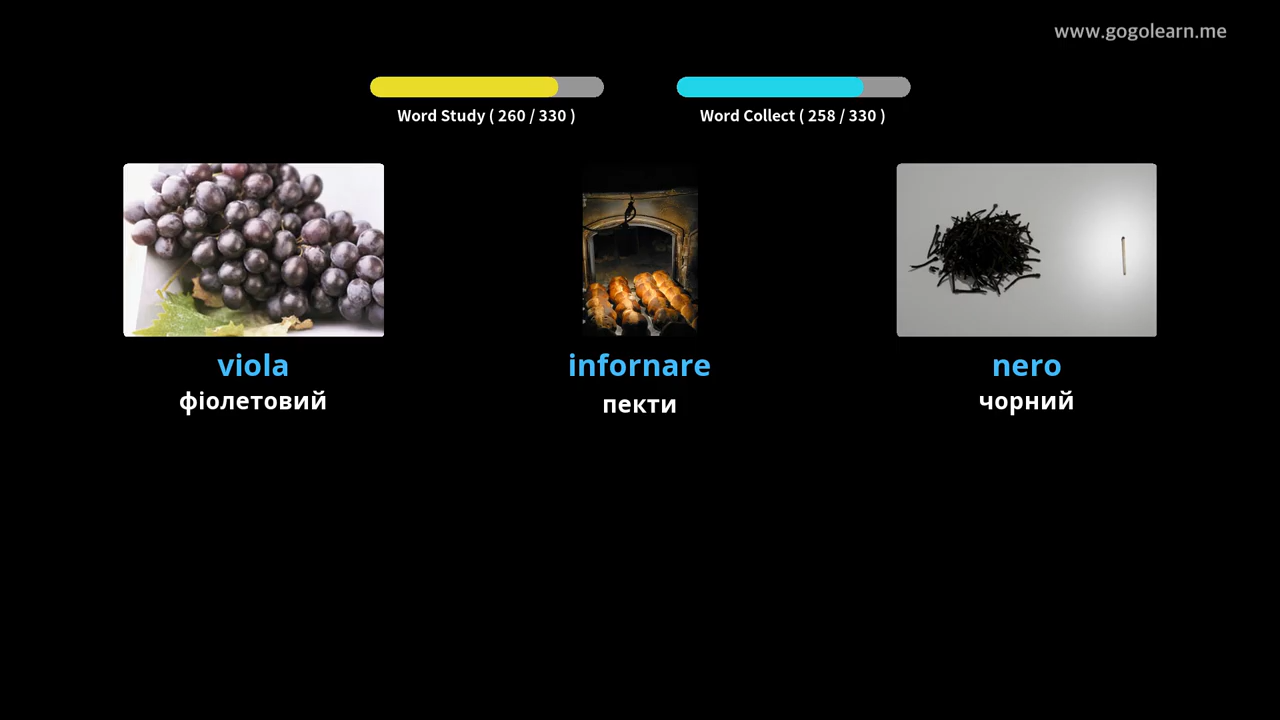 www.gogolearn.me
Word Study ( 260 / 330 )
Word Collect ( 258 / 330 )
viola
infornare
nero
фіолетовий
пекти
чорний